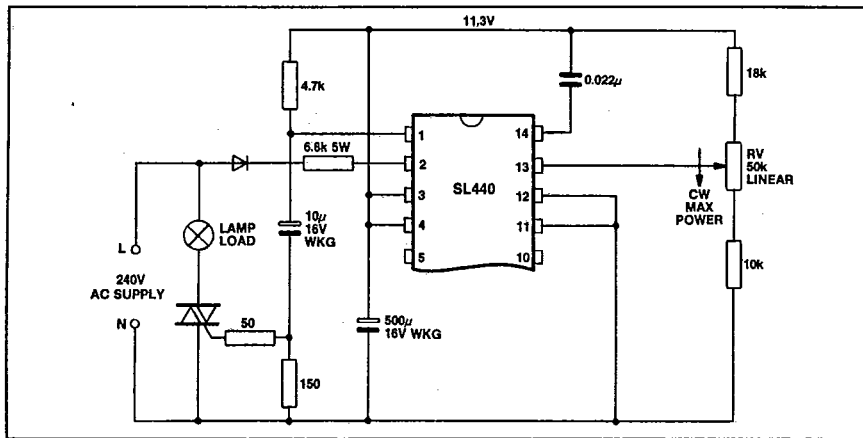 11,3V
4.7k
0.022µ
18k
1
14
6.8k 5W
2
13
RV
50k
LINEAR
SL440
3
12
CW
MAX
POWER
LAMP
LOAD
10µ
16V
WKG
4
11
L
5
10
10k
240V
AC SUPPLY
N
50
500µ
16V WKG
150